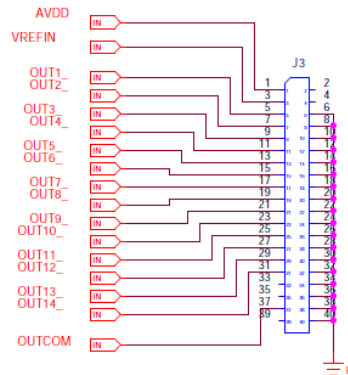 AVDD
IN
VREFIN
IN
J3
OUT1_
IN
OUT2_
IN
OUT3_
IN
OUT4_
IN
OUT5_
IN
OUT6_
IN
OUT7_
IN
OUT8_
IN
OUT9_
IN
OUT10_
IN
OUT11_
IN
OUT12_
IN
OUT13_
IN
OUT14_
IN
OUTCOM
IN
1 2
3 4
5 6
7 8
9 10
11 12
13 14
15 16
17 18
19 20
21 22
23 24
25 26
27 28
29 30
31 32
33 34
35 36
37 38
39 40